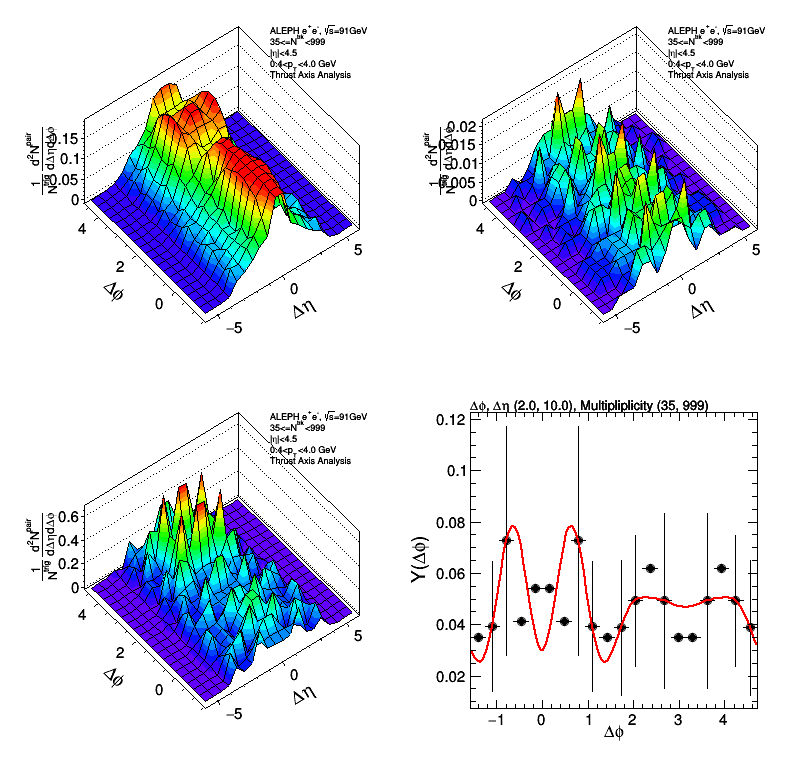 ALEPH e⁺e⁻, √s=91GeV
35<=N^trk<999
|η|<4.5
0.4<p_T<4.0 GeV
Thrust Axis Analysis
1/N^trig d²N^pair/dΔηdΔφ
0.15
0.1
0.05
0
4
2
0
Δφ
−5
0
5
Δη
ALEPH e⁺e⁻, √s=91GeV
35<=N^trk<999
|η|<4.5
0.4<p_T<4.0 GeV
Thrust Axis Analysis
1/N^trig d²N^pair/dΔηdΔφ
0.02
0.015
0.01
0.005
0
4
2
0
Δφ
−5
0
5
Δη
ALEPH e⁺e⁻, √s=91GeV
35<=N^trk<999
|η|<4.5
0.4<p_T<4.0 GeV
Thrust Axis Analysis
1/N^trig d²N^pair/dΔηdΔφ
0.6
0.4
0.2
0
4
2
0
Δφ
−5
0
5
Δη
Δφ, Δη (2.0, 10.0), Multipliplicity (35, 999)
Y(Δφ)
0.12
0.1
0.08
0.06
0.04
0.02
−1 0 1 2 3 4
Δφ